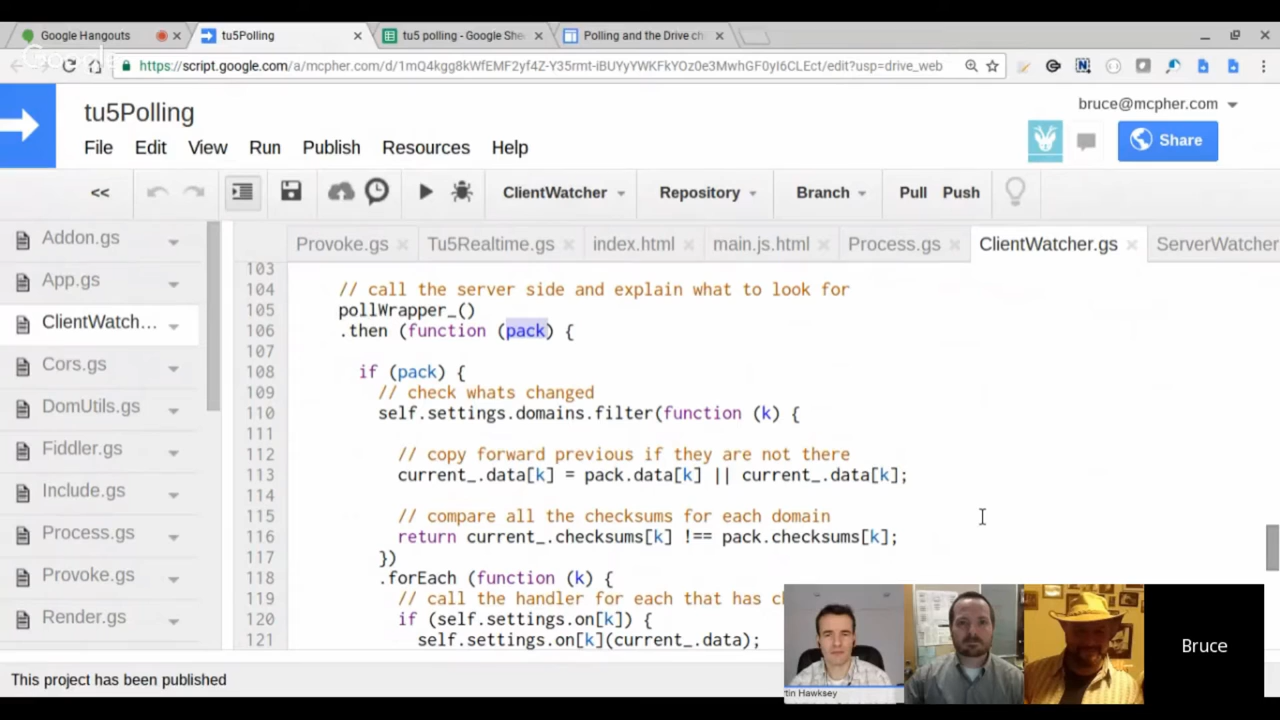 Google Hangouts
tu5Polling
tu5 polling - Google She
Polling and the Drive ch
Google
https://script.google.com/a/mcpher.com/d/1mQ4kgg8kWfEMF2yf4Z-Y35rmt-iBUYyYWKFkYOz0e3MwhGF0yI6CLEct/edit?usp=drive_web
tu5Polling
bruce@mcpher.com
File Edit View Run Publish Resources Help
Share
<<
ClientWatcher
Repository
Branch
Pull Push
Addon.gs
App.gs
ClientWatch...
Cors.gs
DomUtils.gs
Fiddler.gs
Include.gs
Process.gs
Provoke.gs
Render.gs
Provoke.gs
Tu5Realtime.gs
index.html
main.js.html
Process.gs
ClientWatcher.gs
ServerWatcher
103
104 // call the server side and explain what to look for
105 pollWrapper_()
106 .then (function (pack) {
107
108 if (pack) {
109 // check whats changed
110 self.settings.domains.filter(function (k) {
111
112 // copy forward previous if they are not there
113 current_.data[k] = pack.data[k] || current_.data[k];
114
115 // compare all the checksums for each domain
116 return current_.checksums[k] !== pack.checksums[k];
117 })
118 .forEach (function (k) {
119 // call the handler for each that has c
120 if (self.settings.on[k]) {
121 self.settings.on[k](current_.data);
tin Hawksey
Bruce
This project has been published